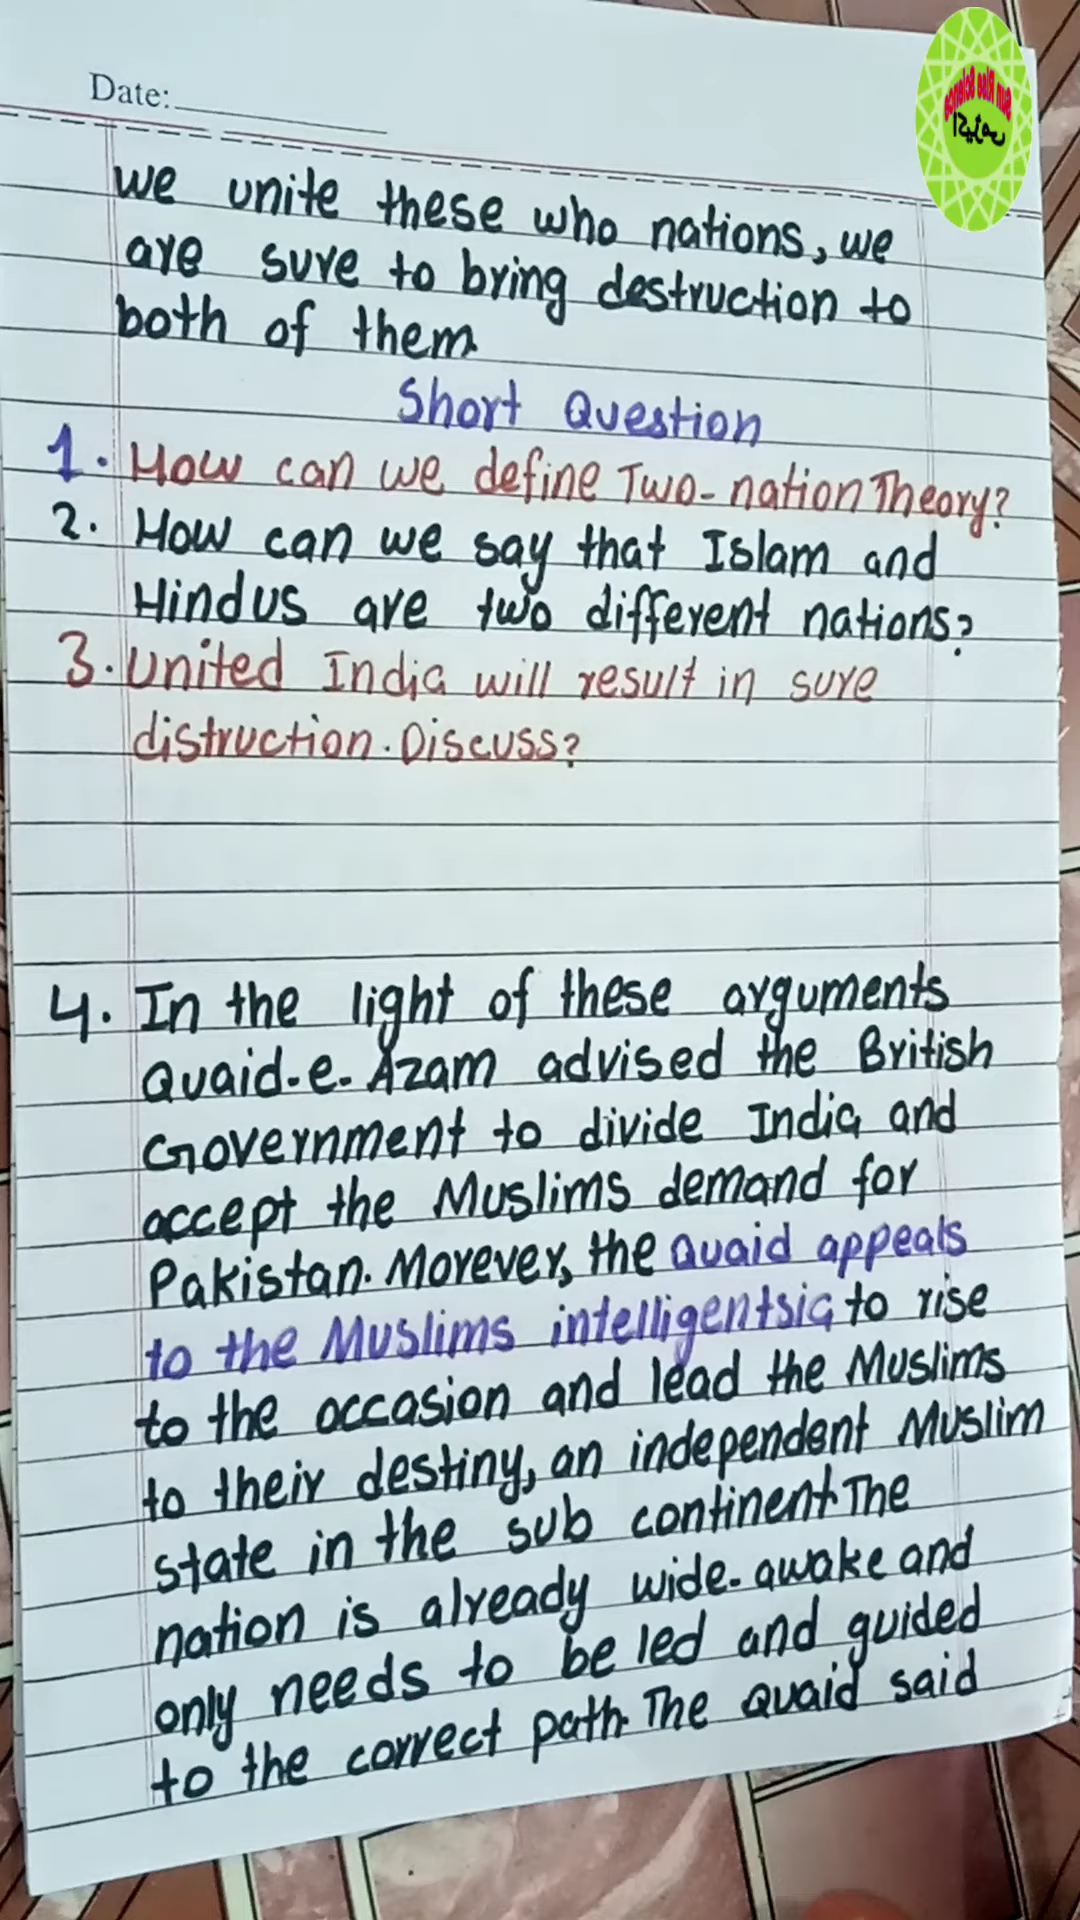 Date:
we unite these who nations, we
are sure to bring destruction to
both of them.
Short Question
1. How can we define Two-nation Theory?
2. How can we say that Islam and
Hindus are two different nations?
3. United India will result in sure
distruction. Discuss?
4. In the light of these arguments
Quaid-e-Azam advised the British
Government to divide India and
accept the Muslims demand for
Pakistan. Morever, the Quaid appeals
to the Muslims intelligentsia to rise
to the occasion and lead the Muslims
to their destiny, an independent Muslim
state in the sub continent. The
nation is already wide-awake and
only needs to be led and guided
to the correct path. The Quaid said